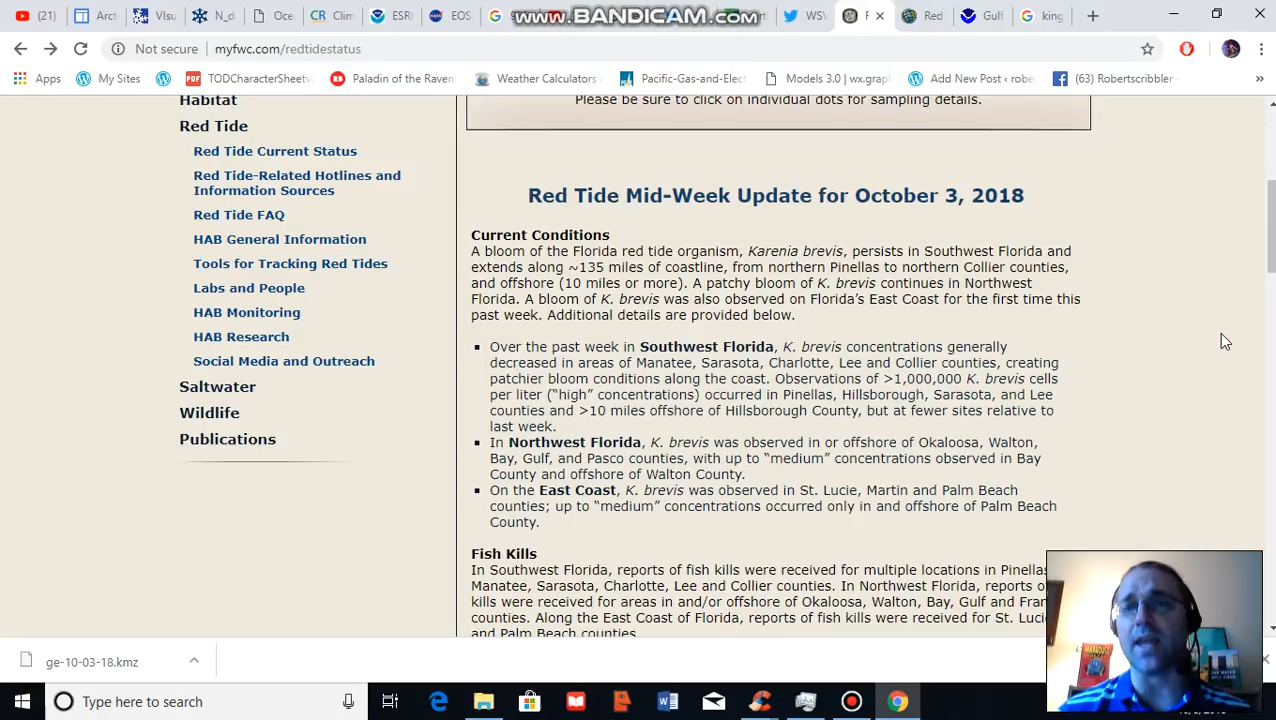 www.BANDICAM.com
(21)
Arct
Visu
N_d
Oce
Clim
ESRI
EOS
WSV
Red
Gulf
king
Not secure
myfwc.com/redtidestatus
Apps
My Sites
TODCharacterSheetv
Paladin of the Raven
Weather Calculators
Pacific-Gas-and-Elect
Models 3.0 | wx.grap
Add New Post ‹ robe
(63) Robertscribbler -
Habitat
Red Tide
Red Tide Current Status
Red Tide-Related Hotlines and
Information Sources
Red Tide FAQ
HAB General Information
Tools for Tracking Red Tides
Labs and People
HAB Monitoring
HAB Research
Social Media and Outreach
Saltwater
Wildlife
Publications
Please be sure to click on individual dots for sampling details.
Red Tide Mid-Week Update for October 3, 2018
Current Conditions
A bloom of the Florida red tide organism, Karenia brevis, persists in Southwest Florida and
extends along ~135 miles of coastline, from northern Pinellas to northern Collier counties,
and offshore (10 miles or more). A patchy bloom of K. brevis continues in Northwest
Florida. A bloom of K. brevis was also observed on Florida's East Coast for the first time this
past week. Additional details are provided below.
Over the past week in Southwest Florida, K. brevis concentrations generally
decreased in areas of Manatee, Sarasota, Charlotte, Lee and Collier counties, creating
patchier bloom conditions along the coast. Observations of >1,000,000 K. brevis cells
per liter ("high" concentrations) occurred in Pinellas, Hillsborough, Sarasota, and Lee
counties and >10 miles offshore of Hillsborough County, but at fewer sites relative to
last week.
In Northwest Florida, K. brevis was observed in or offshore of Okaloosa, Walton,
Bay, Gulf, and Pasco counties, with up to "medium" concentrations observed in Bay
County and offshore of Walton County.
On the East Coast, K. brevis was observed in St. Lucie, Martin and Palm Beach
counties; up to "medium" concentrations occurred only in and offshore of Palm Beach
County.
Fish Kills
In Southwest Florida, reports of fish kills were received for multiple locations in Pinellas
Manatee, Sarasota, Charlotte, Lee and Collier counties. In Northwest Florida, reports of
kills were received for areas in and/or offshore of Okaloosa, Walton, Bay, Gulf and Fran
counties. Along the East Coast of Florida, reports of fish kills were received for St. Lucie
and Palm Beach counties.
ge-10-03-18.kmz
Type here to search